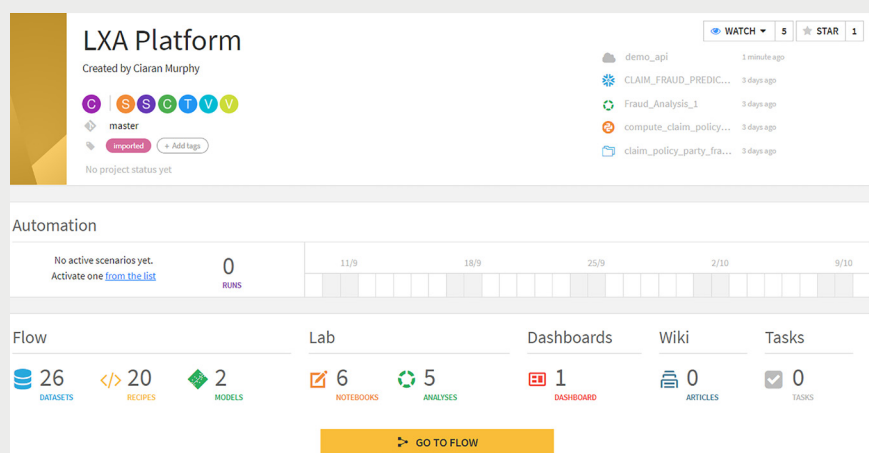 LXA Platform
Created by Ciaran Murphy
C S S C T V V
master
imported + Add tags
No project status yet
WATCH 5 STAR 1
demo_api 1 minute ago
CLAIM_FRAUD_PREDIC... 3 days ago
Fraud_Analysis_1 3 days ago
compute_claim_policy... 3 days ago
claim_policy_party_fra... 3 days ago
Automation
No active scenarios yet.
Activate one from the list
0
RUNS
11/9 18/9 25/9 2/10 9/10
Flow Lab Dashboards Wiki Tasks
26 20 2 6 5 1 0 0
DATASETS RECIPES MODELS NOTEBOOKS ANALYSES DASHBOARD ARTICLES TASKS
GO TO FLOW